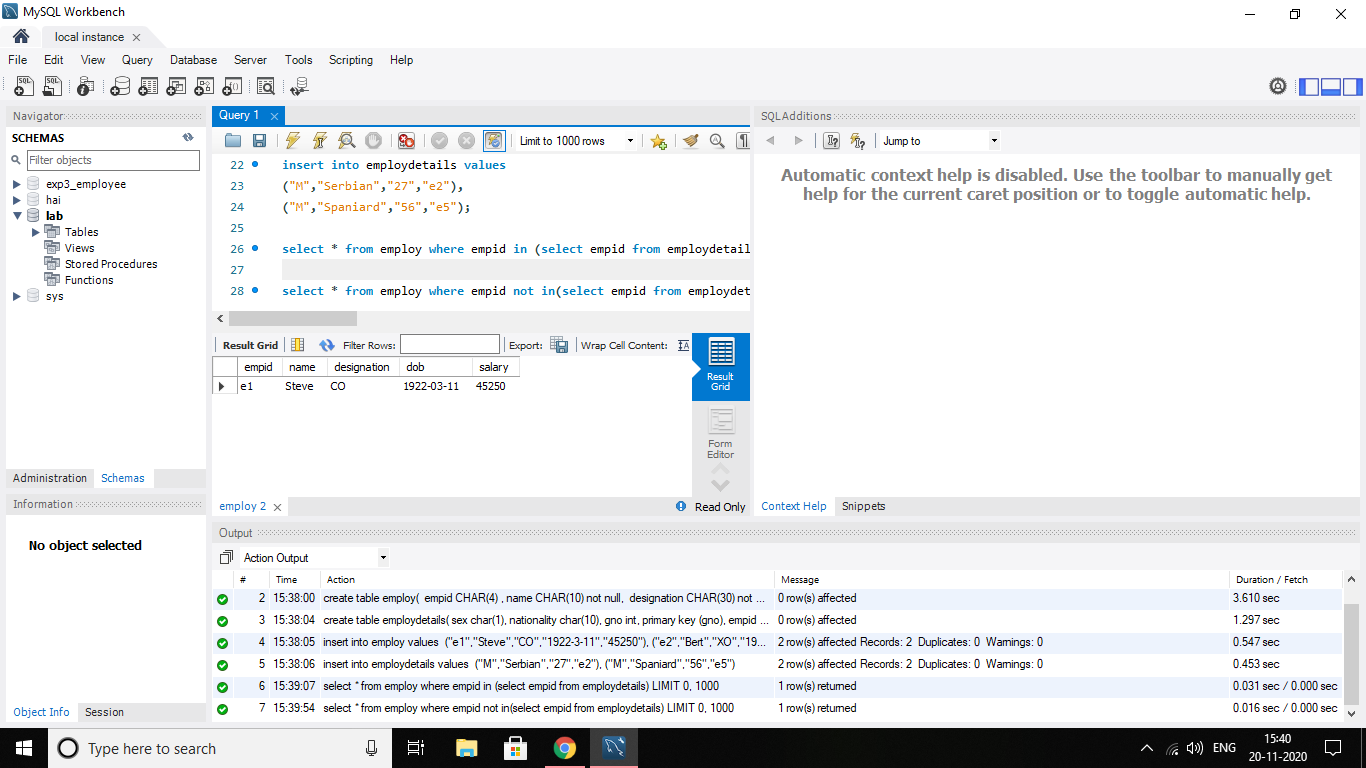 MySQL Workbench
local instance
File Edit View Query Database Server Tools Scripting Help
Navigator
SCHEMAS
Filter objects
exp3_employee
hai
lab
Tables
Views
Stored Procedures
Functions
sys
Administration Schemas
Information
No object selected
Object Info Session
Query 1
Limit to 1000 rows
22 insert into employdetails values
23 ("M","Serbian","27","e2"),
24 ("M","Spaniard","56","e5");
25
26 select * from employ where empid in (select empid from employdetail
27
28 select * from employ where empid not in(select empid from employdet
Result Grid Filter Rows: Export: Wrap Cell Content:
empid name designation dob salary
e1 Steve CO 1922-03-11 45250
Result
Grid
Form
Editor
employ 2
Read Only
SQLAdditions
Jump to
Automatic context help is disabled. Use the toolbar to manually get
help for the current caret position or to toggle automatic help.
Context Help Snippets
Output
Action Output
# Time Action Message Duration / Fetch
2 15:38:00 create table employ( empid CHAR(4) , name CHAR(10) not null, designation CHAR(30) not ... 0 row(s) affected 3.610 sec
3 15:38:04 create table employdetails( sex char(1), nationality char(10), gno int, primary key (gno), empid ... 0 row(s) affected 1.297 sec
4 15:38:05 insert into employ values ("e1","Steve","CO","1922-3-11","45250"), ("e2","Bert","XO","19... 2 row(s) affected Records: 2 Duplicates: 0 Warnings: 0 0.547 sec
5 15:38:06 insert into employdetails values ("M","Serbian","27","e2"), ("M","Spaniard","56","e5") 2 row(s) affected Records: 2 Duplicates: 0 Warnings: 0 0.453 sec
6 15:39:07 select * from employ where empid in (select empid from employdetails) LIMIT 0, 1000 1 row(s) returned 0.031 sec / 0.000 sec
7 15:39:54 select * from employ where empid not in(select empid from employdetails) LIMIT 0, 1000 1 row(s) returned 0.016 sec / 0.000 sec
Type here to search
ENG
15:40
20-11-2020